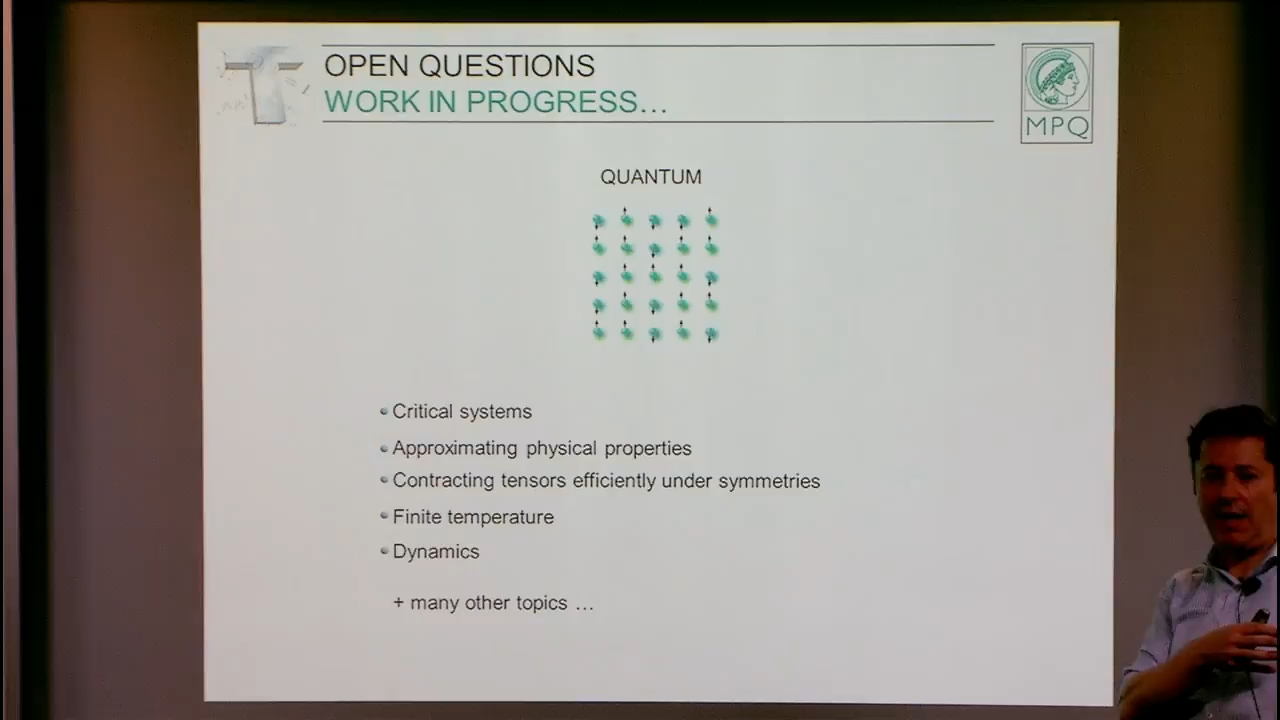 OPEN QUESTIONS
WORK IN PROGRESS…
MPQ
QUANTUM
Critical systems
Approximating physical properties
Contracting tensors efficiently under symmetries
Finite temperature
Dynamics
+ many other topics …